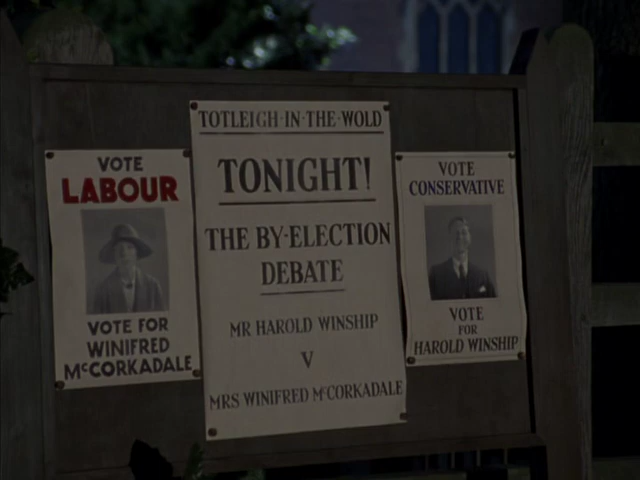 VOTE
LABOUR
VOTE FOR
WINIFRED
McCORKADALE
TOTLEIGH-IN-THE-WOLD
TONIGHT!
THE BY-ELECTION
DEBATE
MR HAROLD WINSHIP
V
MRS WINIFRED McCORKADALE
VOTE
CONSERVATIVE
VOTE
FOR
HAROLD WINSHIP